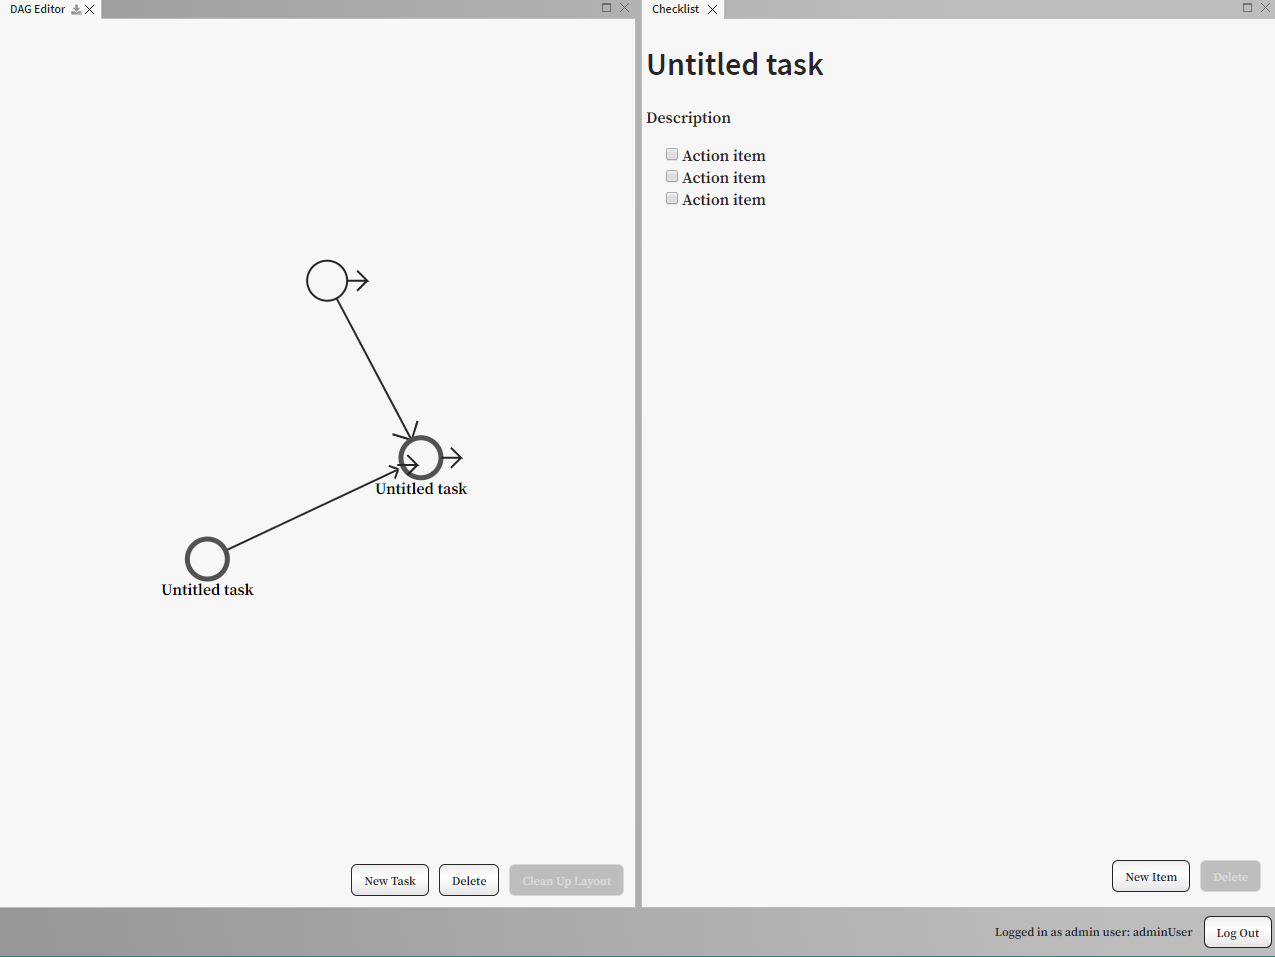 DAG Editor
Checklist
Untitled task
Description
Action item
Action item
Action item
Untitled task
Untitled task
New Task
Delete
Clean Up Layout
New Item
Delete
Logged in as admin user: adminUser
Log Out